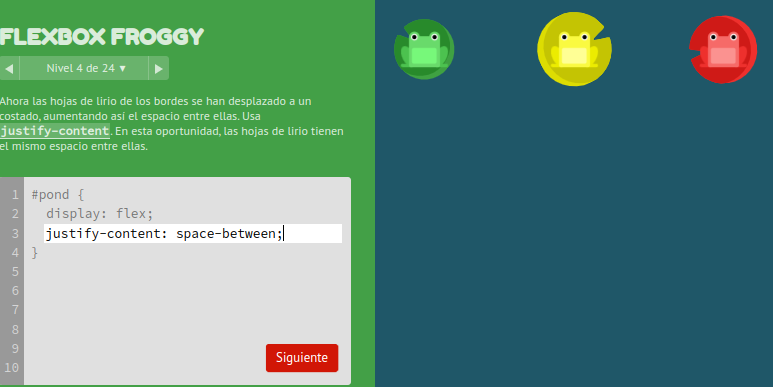 FLEXBOX FROGGY
◀ Nivel 4 de 24 ▾ ▶
Ahora las hojas de lirio de los bordes se han desplazado a un
costado, aumentando así el espacio entre ellas. Usa
justify-content. En esta oportunidad, las hojas de lirio tienen
el mismo espacio entre ellas.
1 #pond {
2 display: flex;
3 justify-content: space-between;
4 }
5
6
7
8
9
10
Siguiente